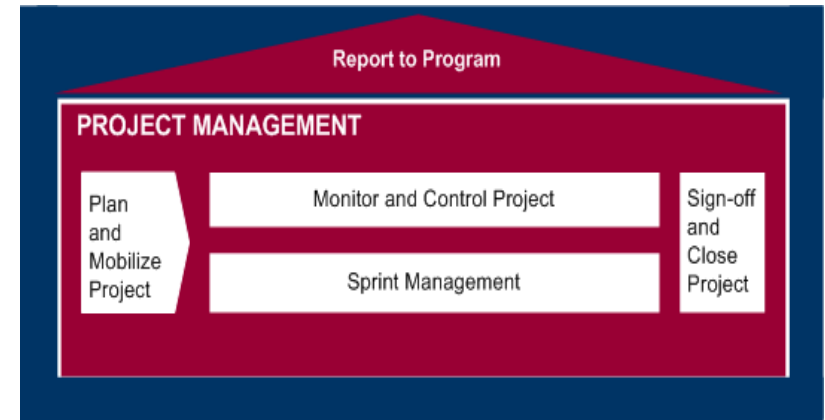 Report to Program
PROJECT MANAGEMENT
Plan
and
Mobilize
Project
Monitor and Control Project
Sprint Management
Sign-off
and
Close
Project